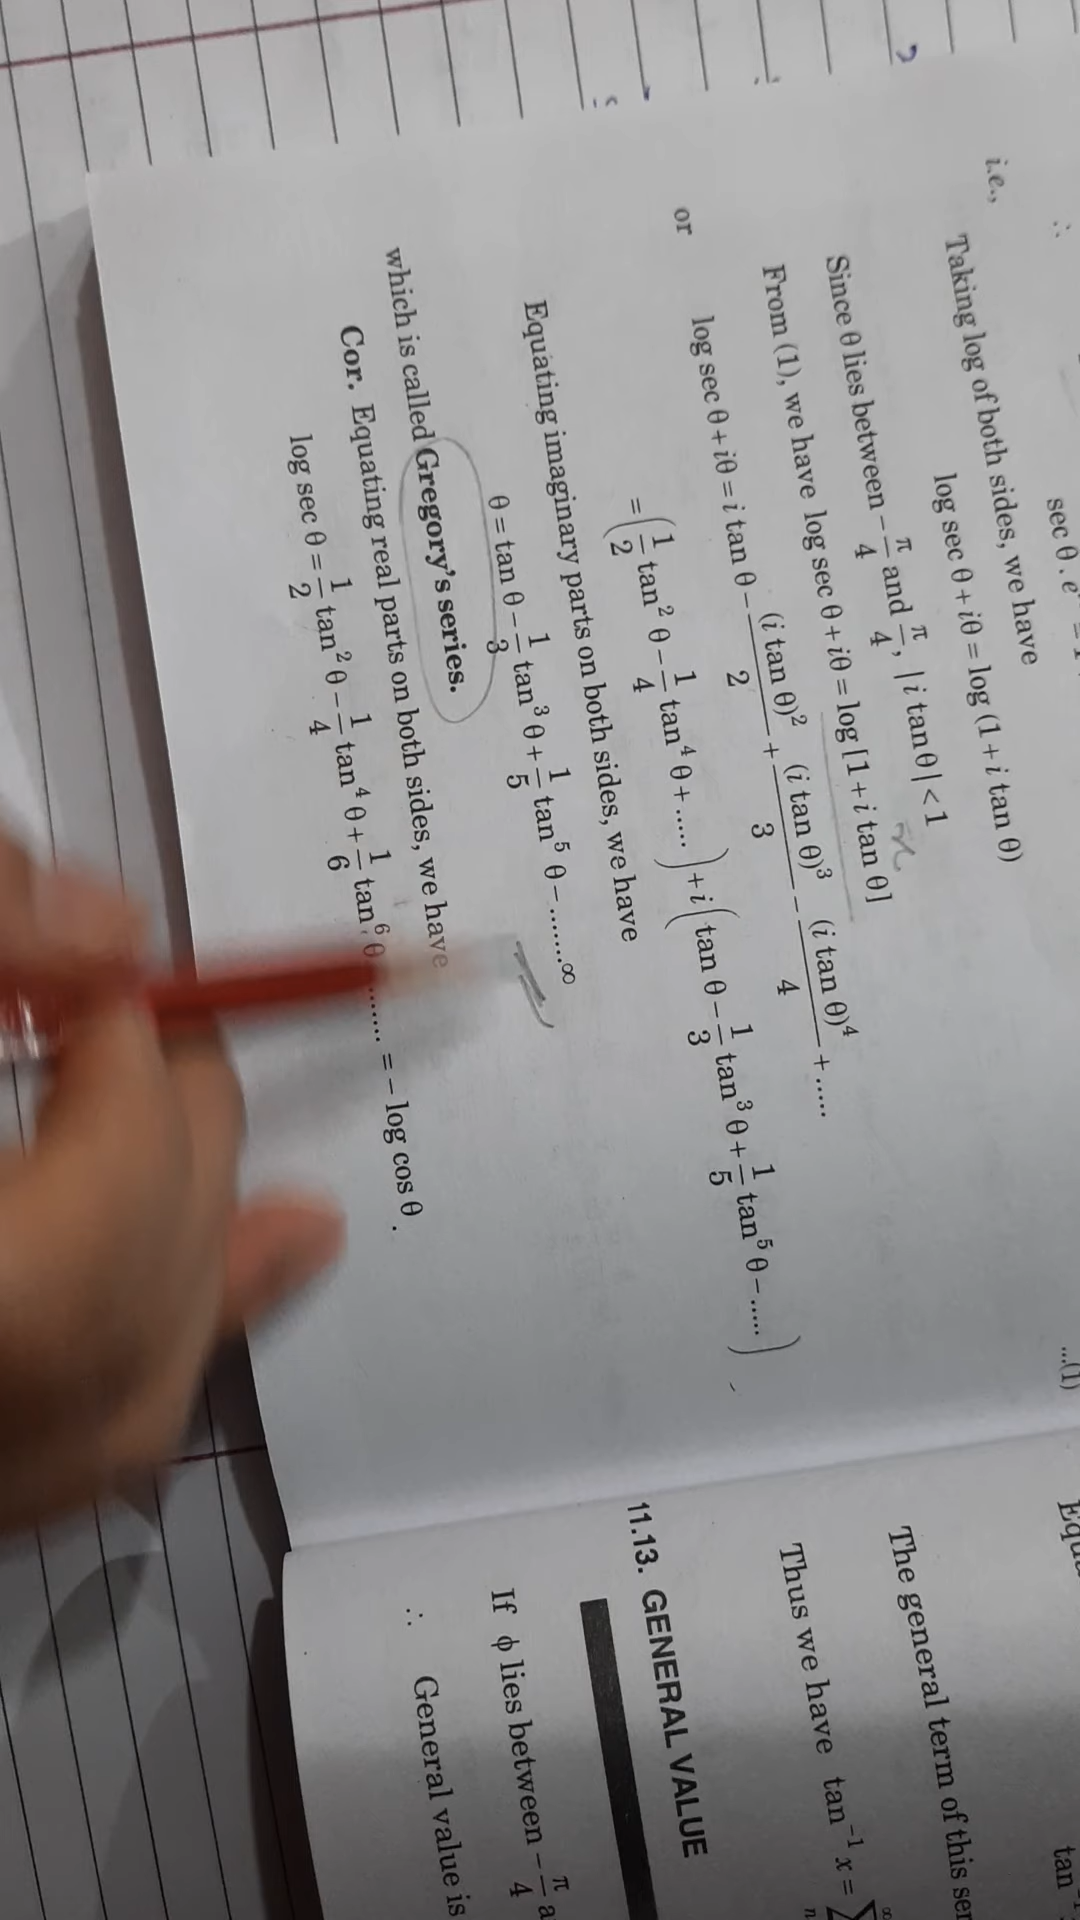 ∴ sec θ . e
...(1)
i.e.,
Taking log of both sides, we have
log sec θ + iθ = log (1 + i tan θ)
Since θ lies between − π/4 and π/4, | i tanθ| < 1
From (1), we have log sec θ + iθ = log [1 + i tan θ]
or log sec θ + iθ = i tan θ − (i tan θ)²/2 + (i tan θ)³/3 − (i tan θ)⁴/4 + .....
= (1/2 tan² θ − 1/4 tan⁴ θ + .....) + i (tan θ − 1/3 tan³ θ + 1/5 tan⁵ θ − .....)
Equating imaginary parts on both sides, we have
θ = tan θ − 1/3 tan³ θ + 1/5 tan⁵ θ − ........∞
which is called Gregory's series.
Cor. Equating real parts on both sides, we have
log sec θ = 1/2 tan² θ − 1/4 tan⁴ θ + 1/6 tan⁶ θ ....... = − log cos θ .
The general term of this
Thus we have tan⁻¹ x =
11.13. GENERAL VALUE
If ϕ lies between − π/4
∴ General value is